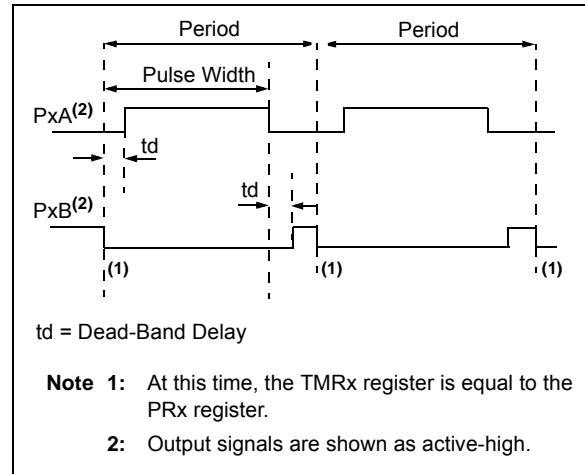 Period Period
Pulse Width
PxA(2)
td
td
PxB(2)
(1) (1) (1)
td = Dead-Band Delay
Note 1: At this time, the TMRx register is equal to the
PRx register.
2: Output signals are shown as active-high.